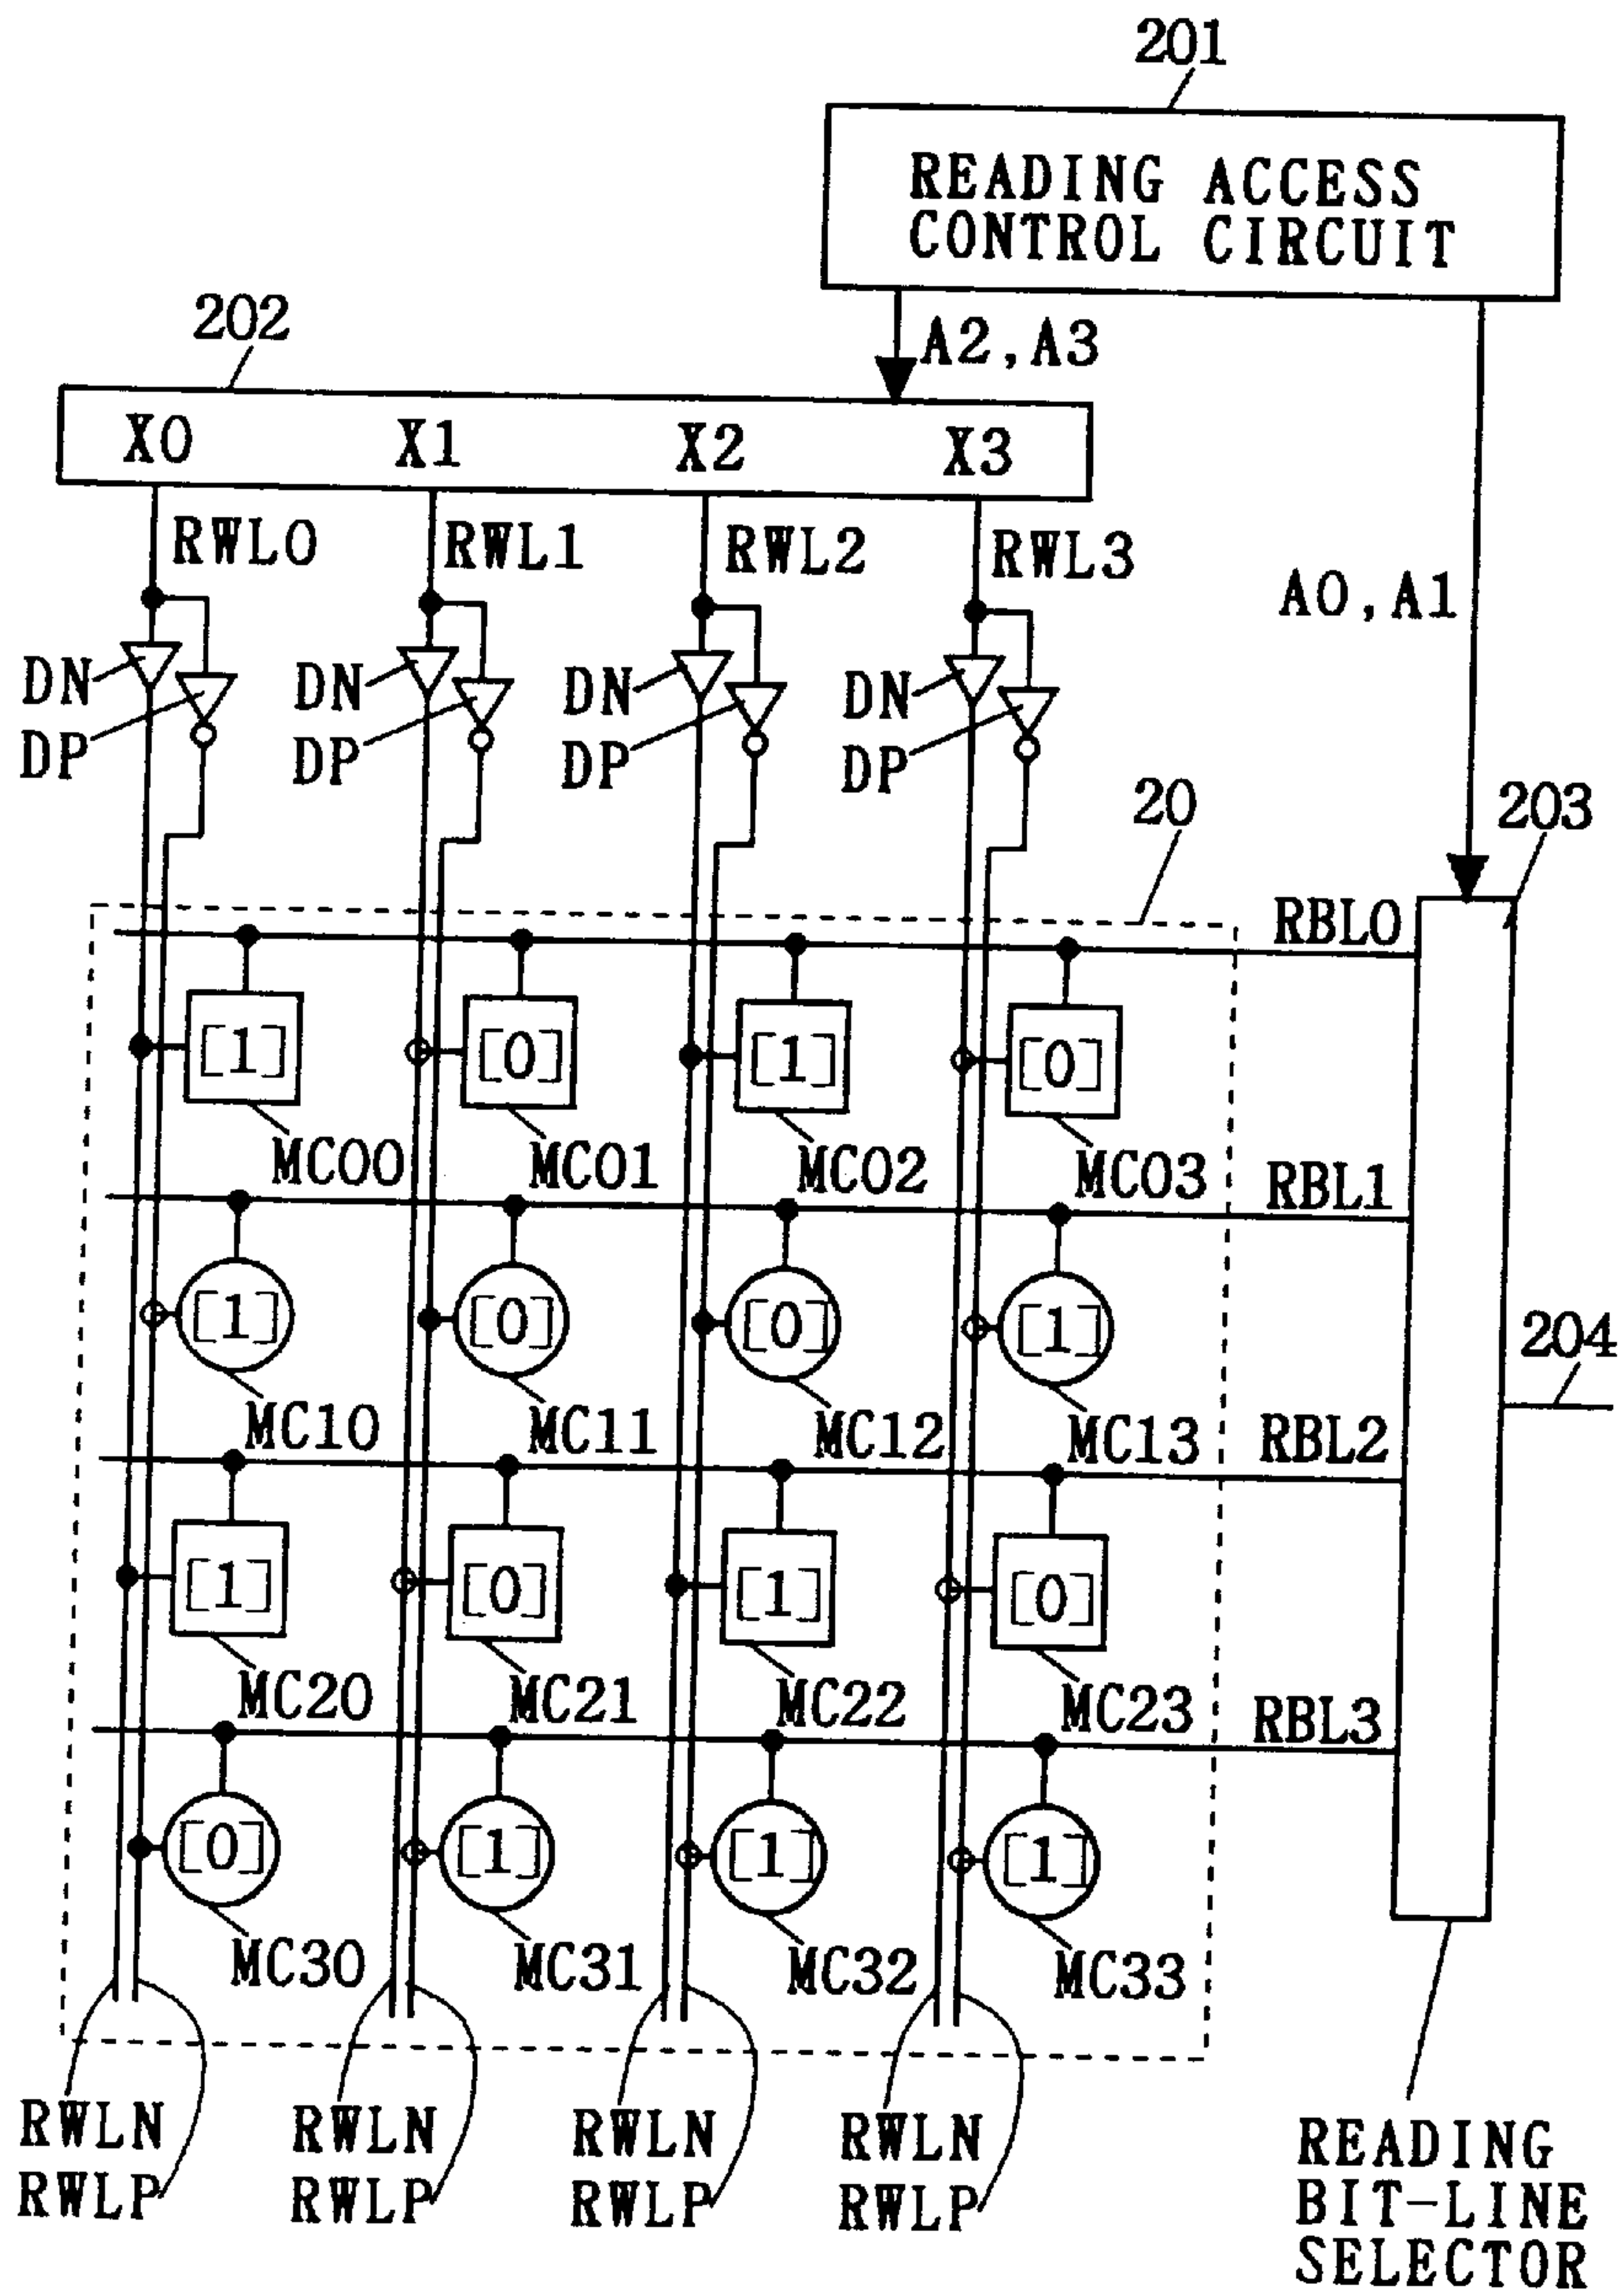 201
READING ACCESS
CONTROL CIRCUIT
202
A2,A3
X0 X1 X2 X3
RWL0 RWL1 RWL2 RWL3
A0,A1
DN DN DN DN
DP DP DP DP
20
203
RBL0
[1] [0] [1] [0]
MC00 MC01 MC02 MC03
RBL1
[1] [0] [0] [1]
204
MC10 MC11 MC12 MC13
RBL2
[1] [0] [1] [0]
MC20 MC21 MC22 MC23
RBL3
[0] [1] [1] [1]
MC30 MC31 MC32 MC33
RWLN RWLN RWLN RWLN
RWLP RWLP RWLP RWLP
READING
BIT-LINE
SELECTOR